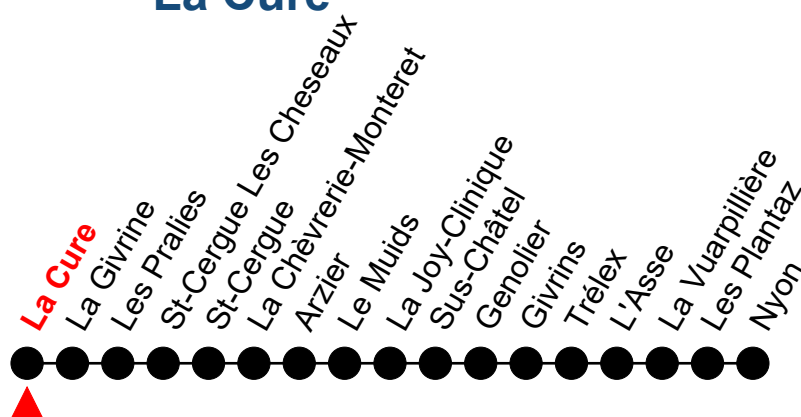 La Cure
La Cure
La Givrine
Les Pralies
St-Cergue Les Cheseaux
St-Cergue
La Chèvrerie-Monteret
Arzier
Le Muids
La Joy-Clinique
Sus-Châtel
Genolier
Givrins
Trélex
L'Asse
La Vuarpillière
Les Plantaz
Nyon